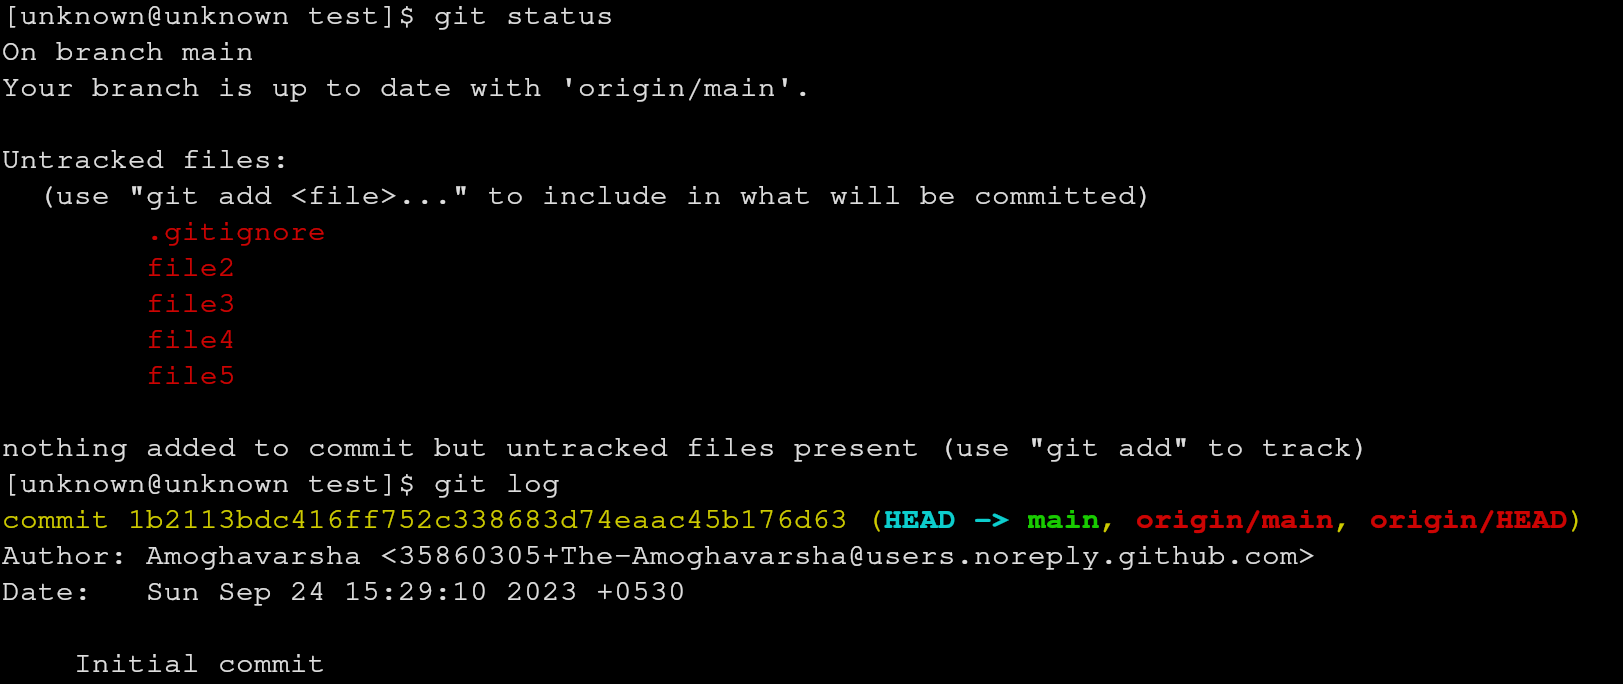 [unknown@unknown test]$ git status
On branch main
Your branch is up to date with 'origin/main'.

Untracked files:
  (use "git add <file>..." to include in what will be committed)
        .gitignore
        file2
        file3
        file4
        file5

nothing added to commit but untracked files present (use "git add" to track)
[unknown@unknown test]$ git log
commit 1b2113bdc416ff752c338683d74eaac45b176d63 (HEAD -> main, origin/main, origin/HEAD)
Author: Amoghavarsha <35860305+The-Amoghavarsha@users.noreply.github.com>
Date:   Sun Sep 24 15:29:10 2023 +0530

    Initial commit